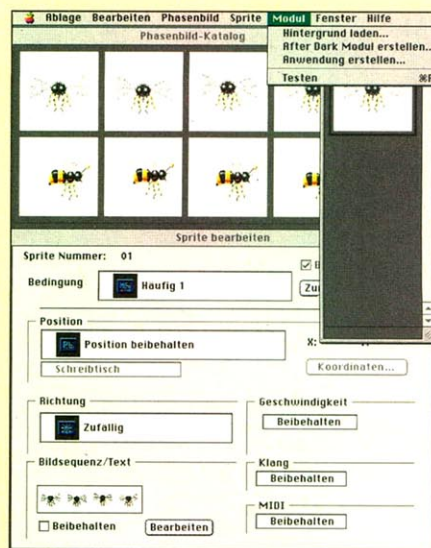 Ablage Bearbeiten Phasenbild Sprite Modul Fenster Hilfe
Hintergrund laden...
After Dark Modul erstellen...
Anwendung erstellen...
Testen
Phasenbild-Katalog
Sprite bearbeiten
Sprite Nummer: 01
Bedingung
Haufig 1
Position
Position beibehalten
X:
Schreibtisch
Koordinaten...
Richtung
Zufällig
Geschwindigkeit
Beibehalten
Bildsequenz/Text
Klang
Beibehalten
MIDI
Beibehalten
Beibehalten
Bearbeiten